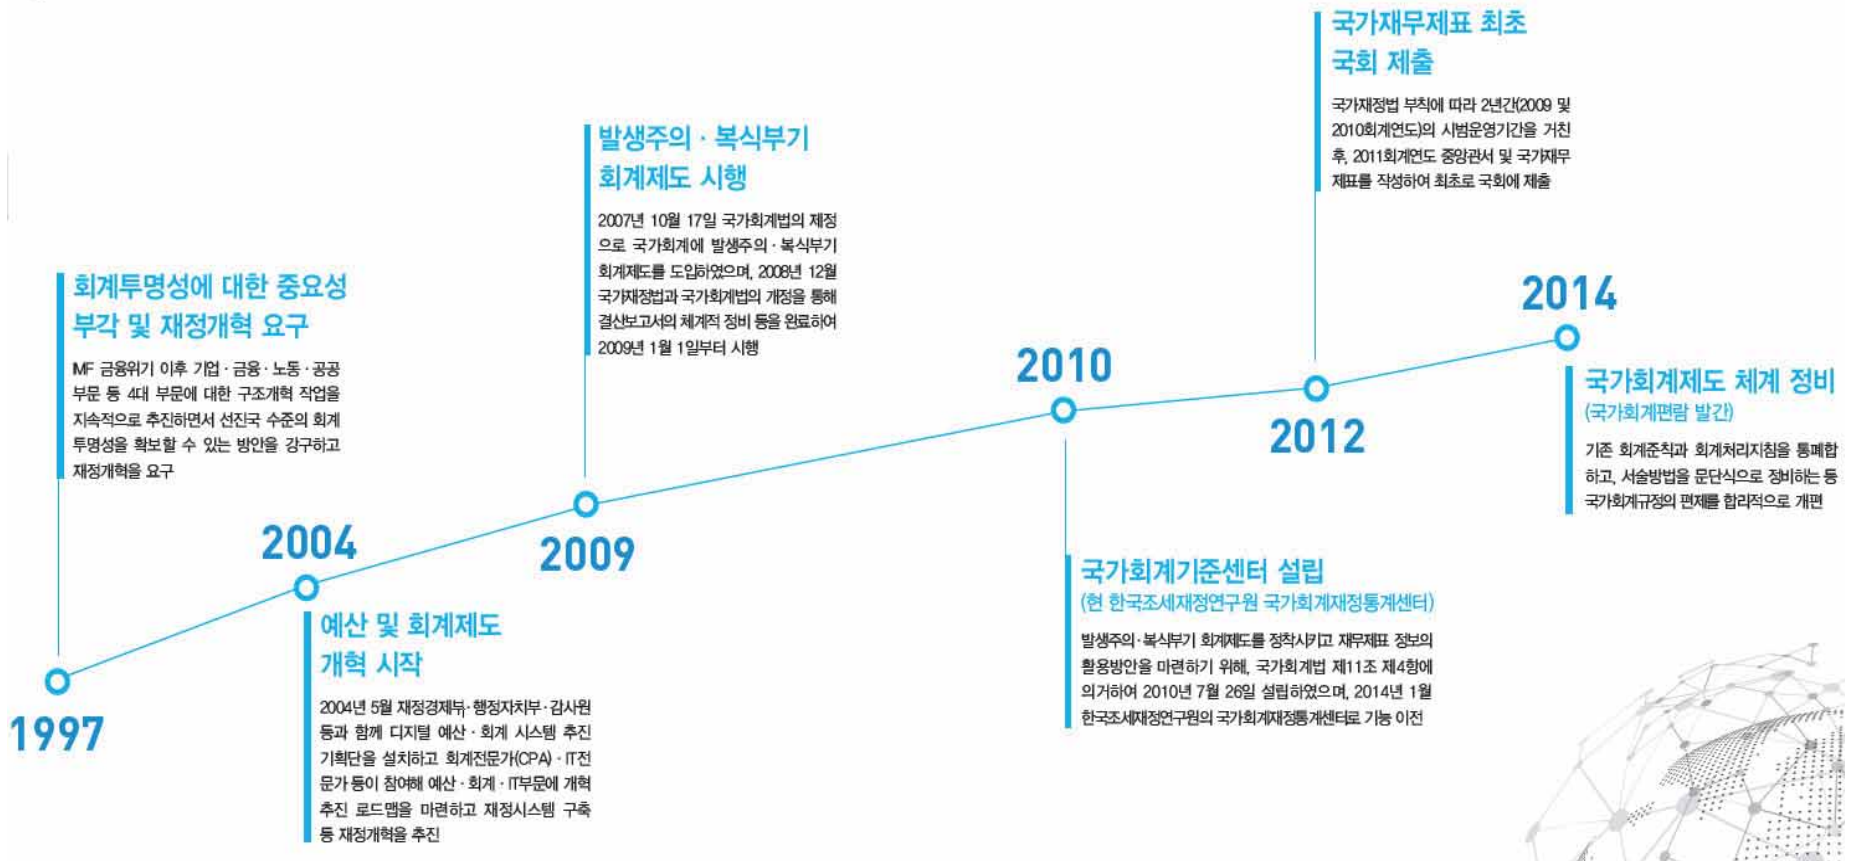 회계투명성에 대한 중요성
부각 및 재정개혁 요구
IMF 금융위기 이후 기업 · 금융 · 노동 · 공공
부문 등 4대 부문에 대한 구조개혁 작업을
지속적으로 추진하면서 선진국 수준의 회계
투명성을 확보할 수 있는 방안을 강구하고
재정개혁을 요구
1997
2004
예산 및 회계제도
개혁 시작
2004년 5월 재정경제부·행정자치부·감사원
등과 함께 디지털 예산 · 회계 시스템 추진
기획단을 설치하고 회계전문가(CPA) · IT전
문가 등이 참여해 예산 · 회계 · IT부문에 개혁
추진 로드맵을 마련하고 재정시스템 구축
등 재정개혁을 추진
발생주의 · 복식부기
회계제도 시행
2007년 10월 17일 국가회계법의 제정
으로 국가회계에 발생주의 · 복식부기
회계제도를 도입하였으며, 2008년 12월
국가재정법과 국가회계법의 개정을 통해
결산보고서의 체계적 정비 등을 완료하여
2009년 1월 1일부터 시행
2009
2010
국가회계기준센터 설립
(현 한국조세재정연구원 국가회계재정통계센터)
발생주의·복식부기 회계제도를 정착시키고 재무제표 정보의
활용방안을 마련하기 위해, 국가회계법 제11조 제4항에
의거하여 2010년 7월 26일 설립하였으며, 2014년 1월
한국조세재정연구원의 국가회계재정통계센터로 기능 이전
국가재무제표 최초
국회 제출
국가재정법 부칙에 따라 2년간(2009 및
2010회계연도)의 시범운영기간을 거친
후, 2011회계연도 중앙관서 및 국가재무
제표를 작성하여 최초로 국회에 제출
2012
2014
국가회계제도 체계 정비
(국가회계편람 발간)
기존 회계준칙과 회계처리지침을 통폐합
하고, 서술방법을 문단식으로 정비하는 등
국가회계규정의 편제를 합리적으로 개편